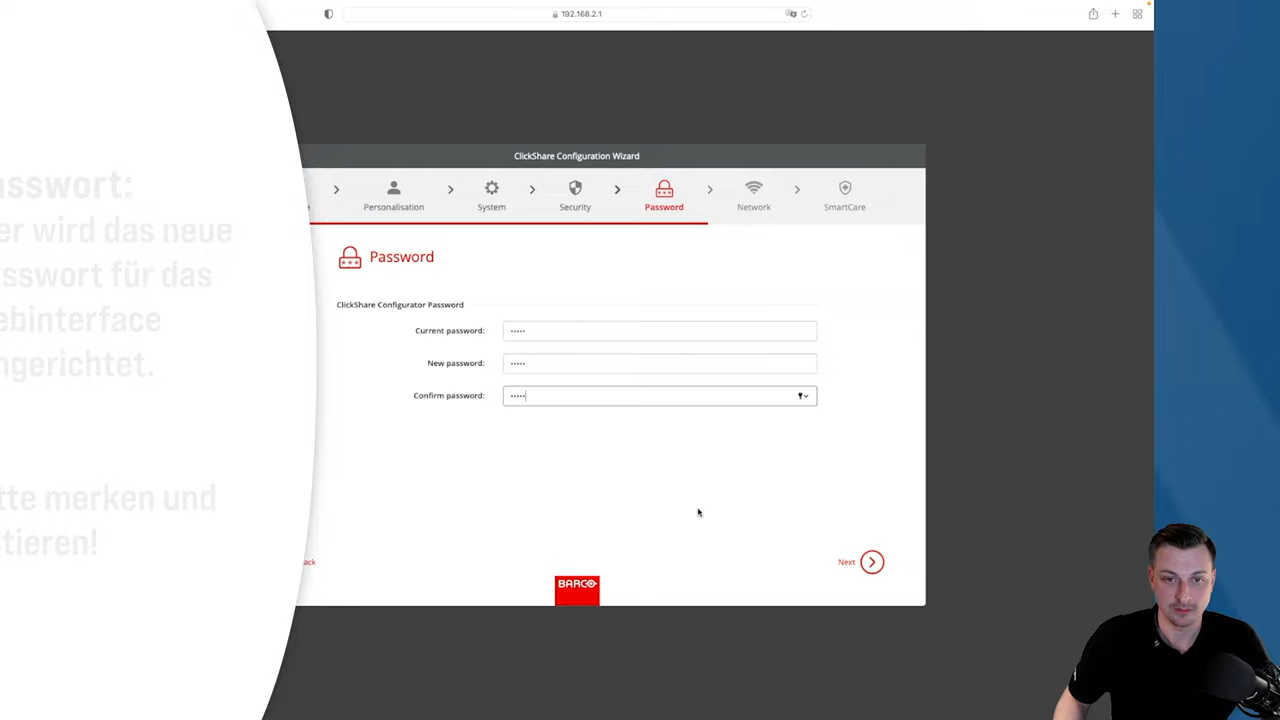 192.168.2.1
ClickShare Configuration Wizard
Personalisation
System
Security
Password
Network
SmartCare
Password
ClickShare Configurator Password
Current password: •••••
New password: •••••
Confirm password: •••••
Next
BARCO
asswort:
er wird das neue
sswort für das
ebinterface
ngerichtet.
tte merken und
tieren!
ack